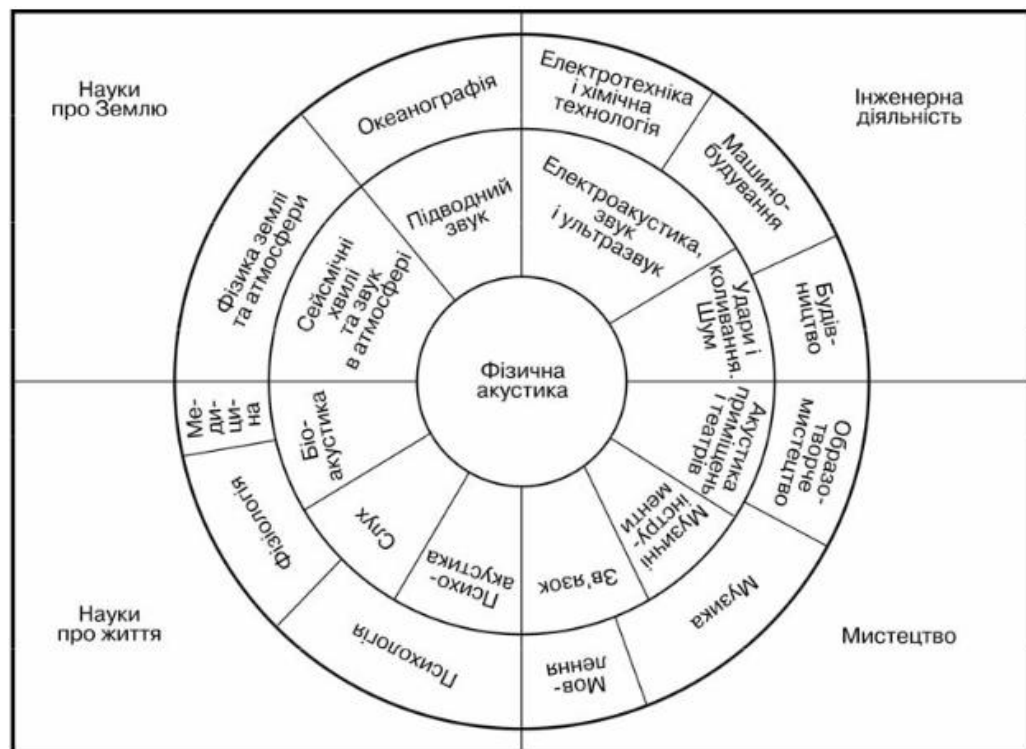 Науки
про Землю
Інженерна
діяльність
Науки
про життя
Мистецтво
Океанографія
Електротехніка
і хімічна
технологія
Машино-
будування
Будів-
ництво
Образо-
творче
мистецтво
Музика
Мов-
лення
Психологія
Фізіологія
Ме-
ди-
ци-
на
Фізика землі
та атмосфери
Підводний
звук
Електроакустика,
звук
і ультразвук
Удари і
коливання.
Шум
Акустика
приміщень
і театрів
Музичні
інстру-
менти
Зв’язок
Психо-
акустика
Слух
Біо-
акустика
Сейсмічні
хвилі
та звук
в атмосфері
Фізична
акустика